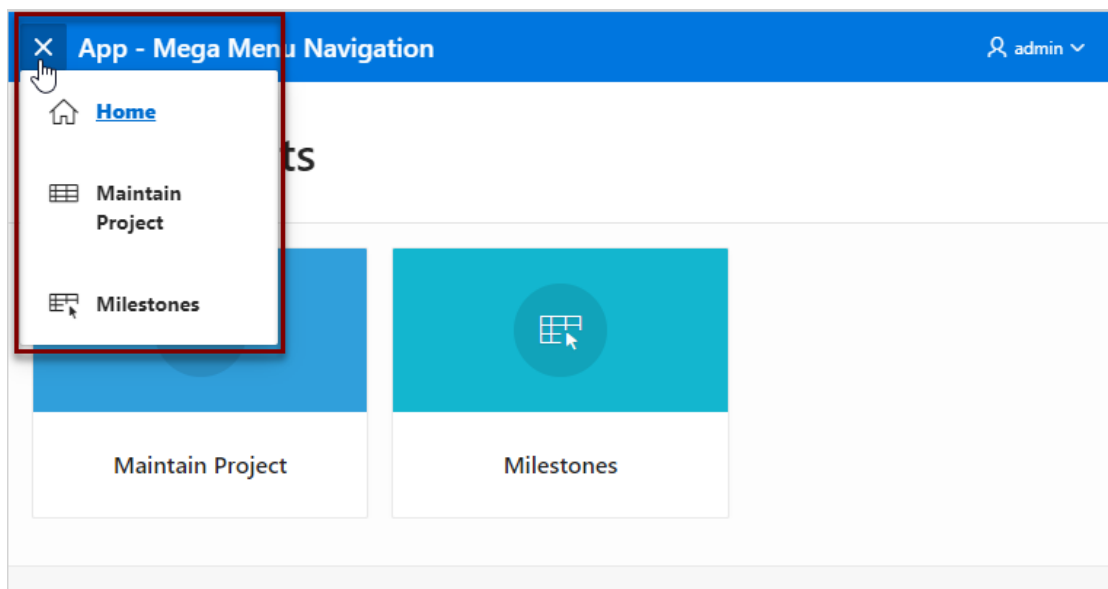 App - Mega Menu Navigation
admin
Home
ts
Maintain
Project
Milestones
Maintain Project
Milestones